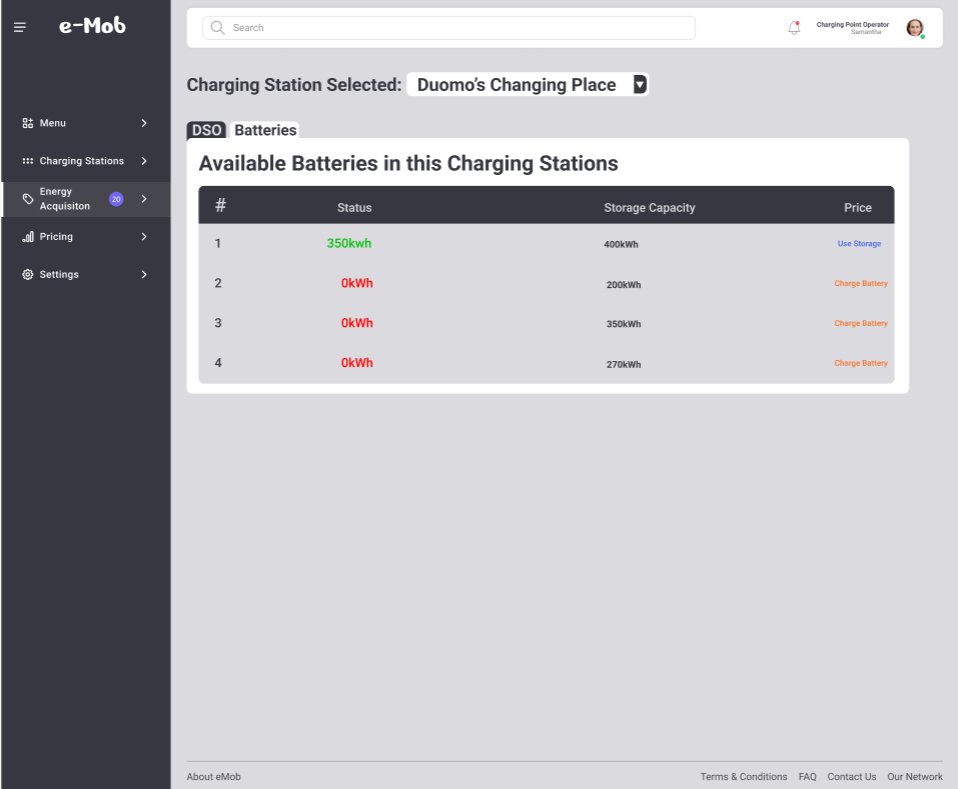 e-Mob
Search
Charging Point Operator
Samantha
Charging Station Selected: Duomo's Changing Place
Menu
Charging Stations
Energy
Acquisiton
20
Pricing
Settings
DSO Batteries
Available Batteries in this Charging Stations
# Status Storage Capacity Price
1 350kwh 400kWh Use Storage
2 0kWh 200kWh Charge Battery
3 0kWh 350kWh Charge Battery
4 0kWh 270kWh Charge Battery
About eMob Terms & Conditions FAQ Contact Us Our Network